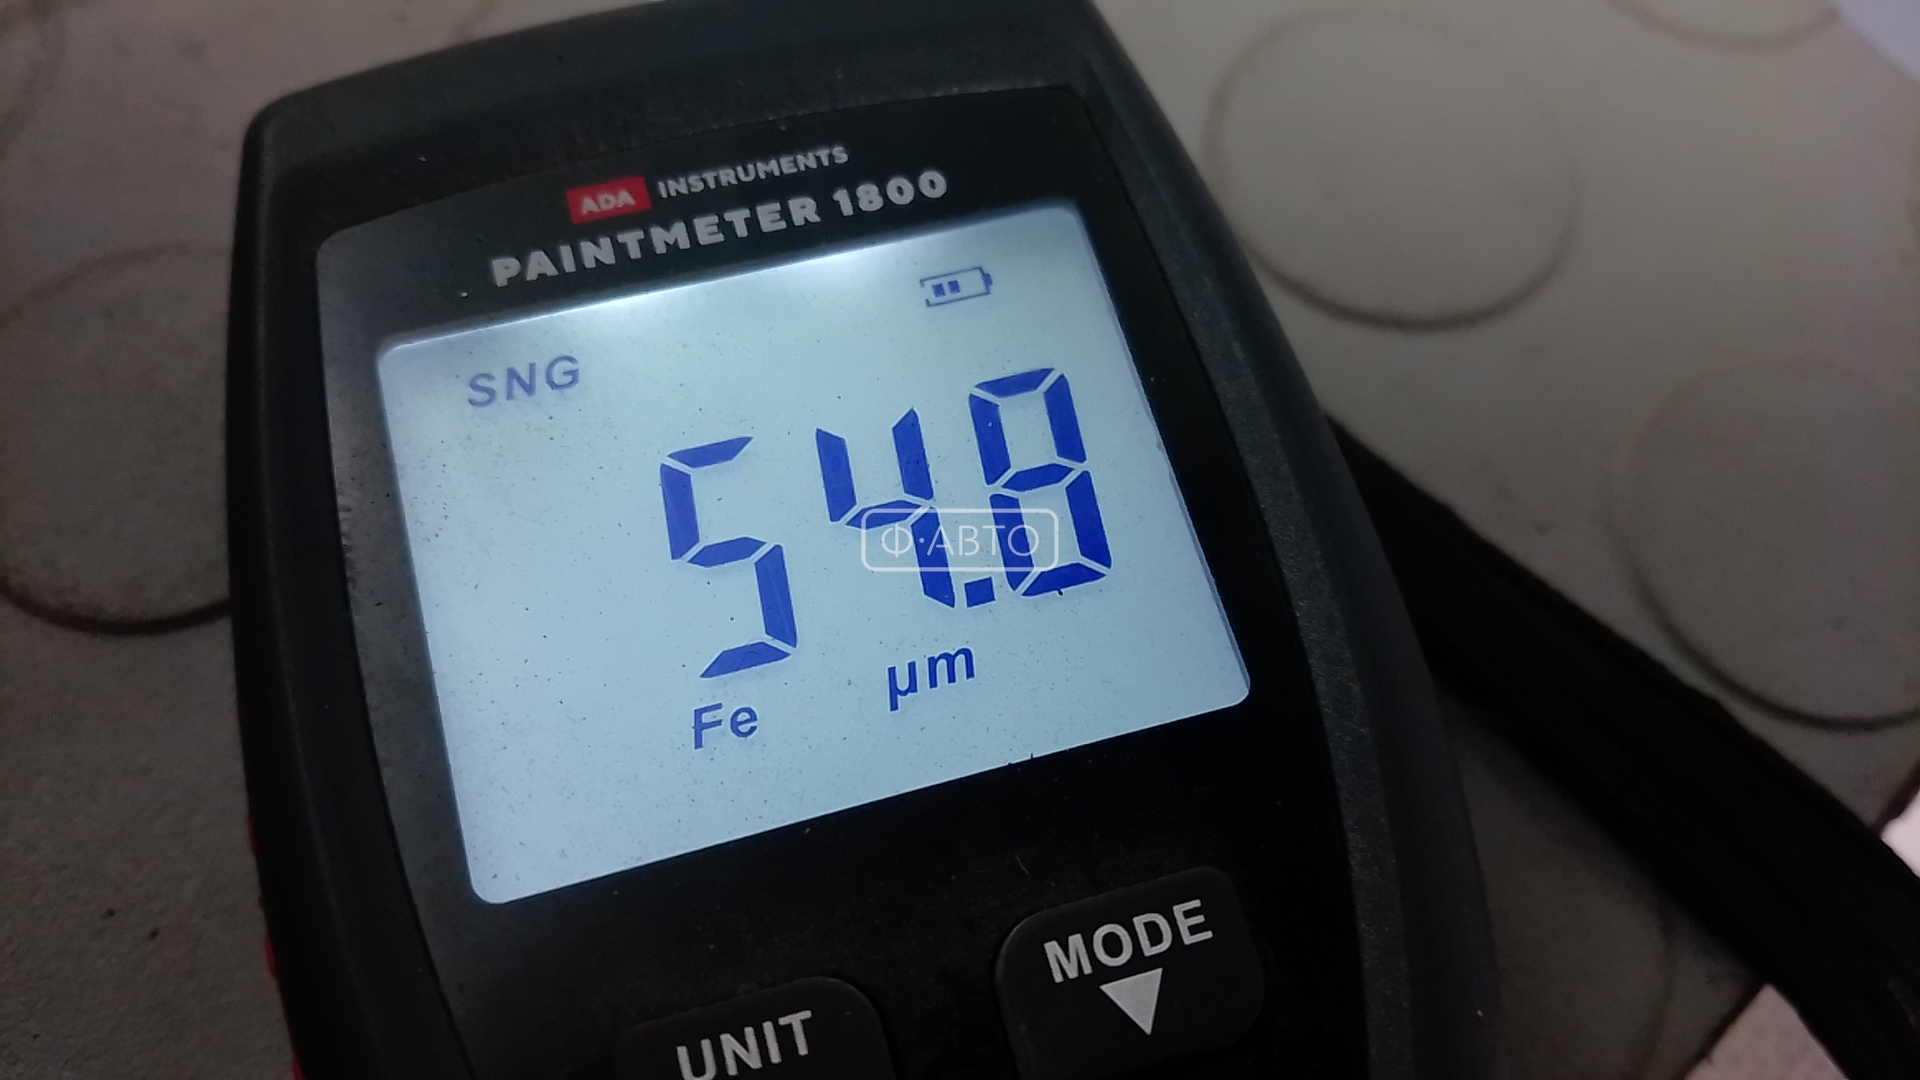 ADA INSTRUMENTS
PAINTMETER 1800
SNG
54.8
Ф·АВТО
Fe µm
MODE
UNIT